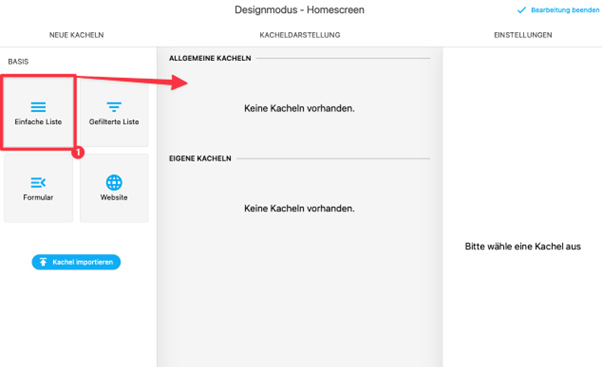 Designmodus - Homescreen
Bearbeitung beenden
NEUE KACHELN
KACHELDARSTELLUNG
EINSTELLUNGEN
BASIS
Einfache Liste
Gefilterte Liste
1
Formular
Website
Kachel importieren
ALLGEMEINE KACHELN
Keine Kacheln vorhanden.
EIGENE KACHELN
Keine Kacheln vorhanden.
Bitte wähle eine Kachel aus